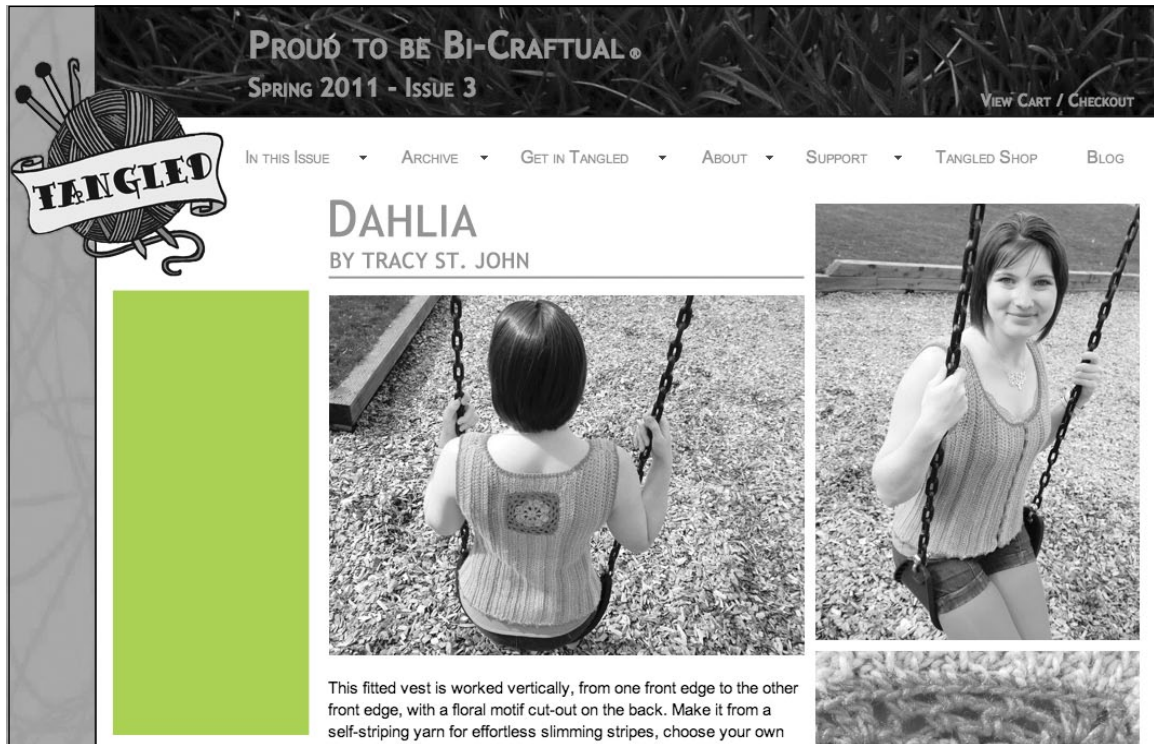 PROUD TO BE BI-CRAFTUAL®
SPRING 2011 - ISSUE 3
VIEW CART / CHECKOUT
TANGLED
IN THIS ISSUE
ARCHIVE
GET IN TANGLED
ABOUT
SUPPORT
TANGLED SHOP
BLOG
DAHLIA
BY TRACY ST. JOHN
This fitted vest is worked vertically, from one front edge to the other
front edge, with a floral motif cut-out on the back. Make it from a
self-striping yarn for effortless slimming stripes, choose your own